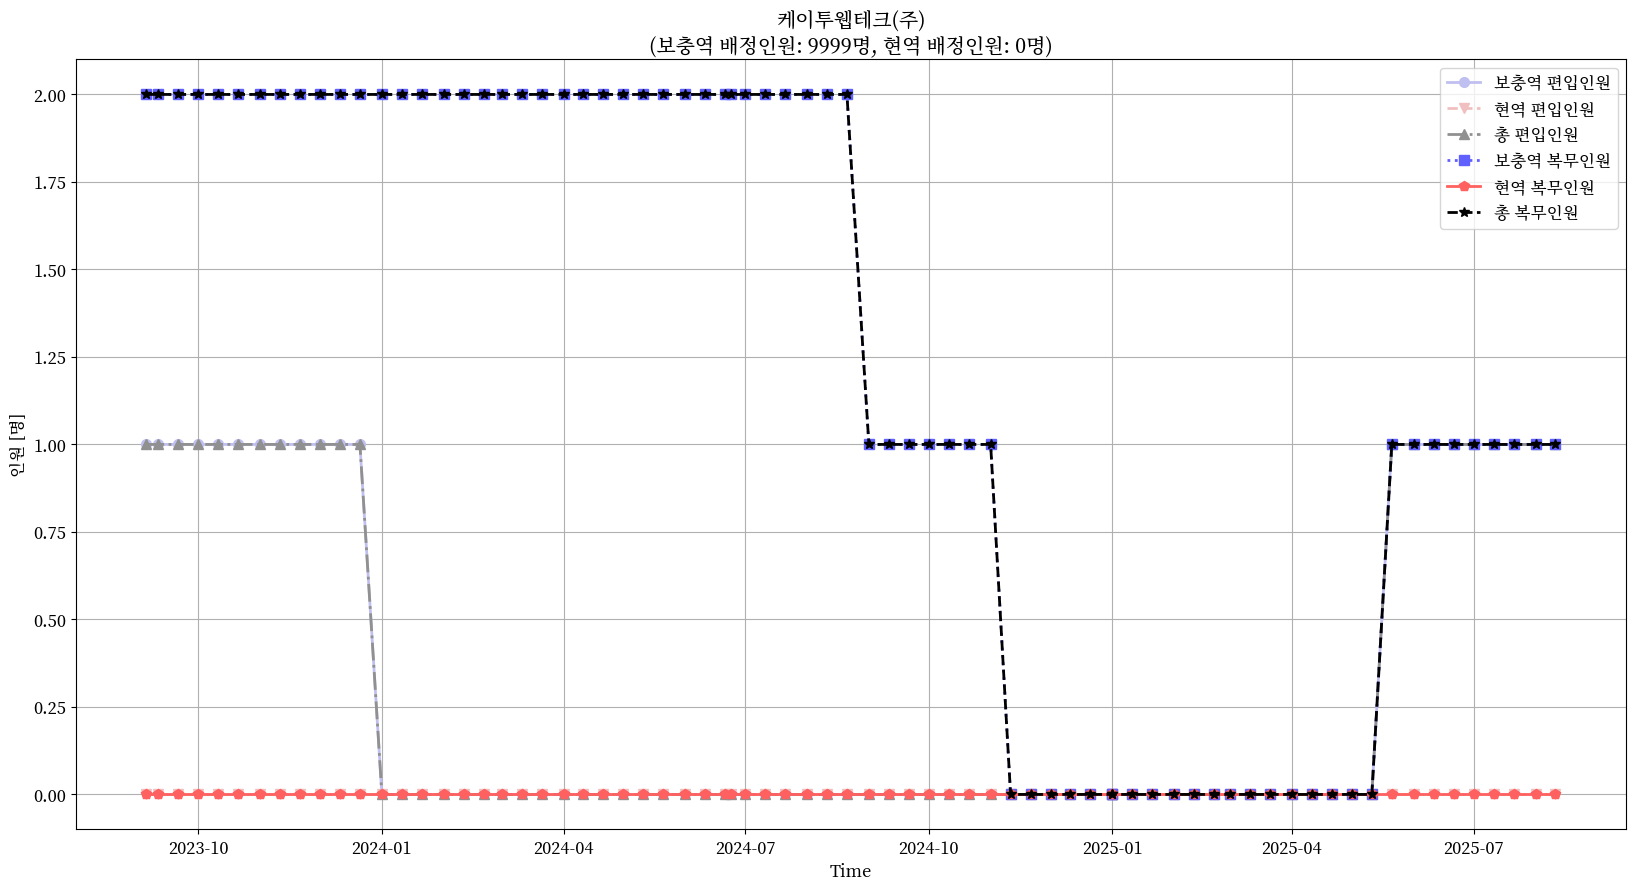 케이투웹테크(주)
(보충역 배정인원: 9999명, 현역 배정인원: 0명)
보충역 편입인원
현역 편입인원
총 편입인원
보충역 복무인원
현역 복무인원
총 복무인원
인원 [명]
2.00
1.75
1.50
1.25
1.00
0.75
0.50
0.25
0.00
2023-10
2024-01
2024-04
2024-07
2024-10
2025-01
2025-04
2025-07
Time